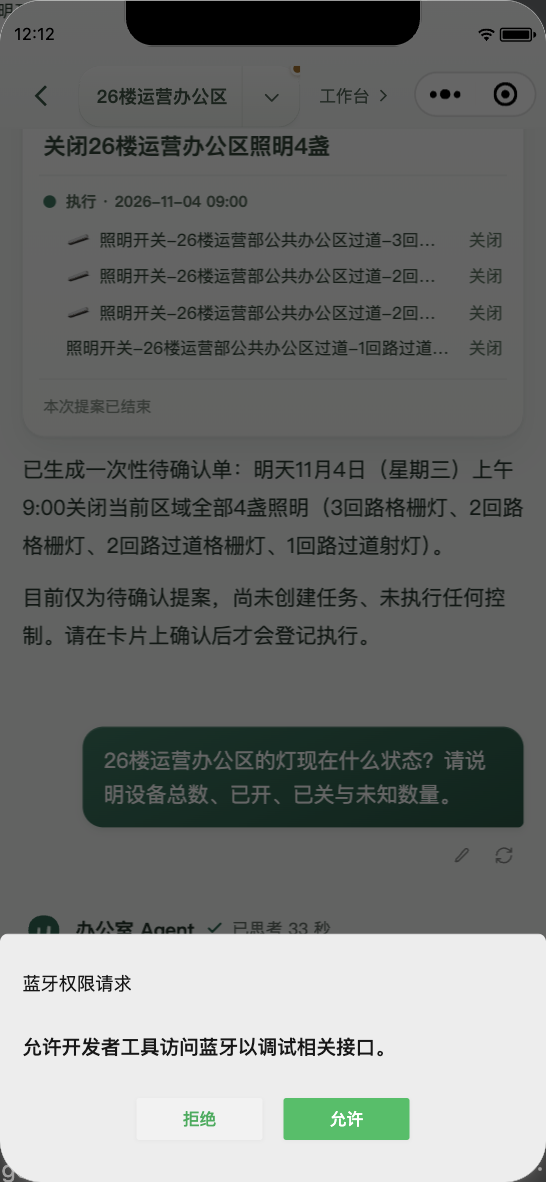 12:12
26楼运营办公区
工作台
关闭26楼运营办公区照明4盏
执行 · 2026-11-04 09:00
照明开关-26楼运营部公共办公区过道-3回... 关闭
照明开关-26楼运营部公共办公区过道-2回... 关闭
照明开关-26楼运营部公共办公区过道-2回... 关闭
照明开关-26楼运营部公共办公区过道-1回路过道... 关闭
本次提案已结束
已生成一次性待确认单：明天11月4日（星期三）上午
9:00关闭当前区域全部4盏照明（3回路格栅灯、2回路
格栅灯、2回路过道格栅灯、1回路过道射灯）。
目前仅为待确认提案，尚未创建任务、未执行任何控
制。请在卡片上确认后才会登记执行。
26楼运营办公区的灯现在什么状态？请说
明设备总数、已开、已关与未知数量。
办公室 Agent 已思考 33 秒
蓝牙权限请求
允许开发者工具访问蓝牙以调试相关接口。
拒绝 允许